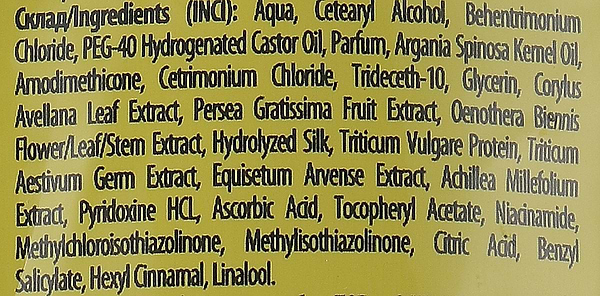 Склад/Ingredients (INCI): Aqua, Cetearyl Alcohol, Behentrimonium
Chloride, PEG-40 Hydrogenated Castor Oil, Parfum, Argania Spinosa Kernel Oil,
Amodimethicone, Cetrimonium Chloride, Trideceth-10, Glycerin, Corylus
Avellana Leaf Extract, Persea Gratissima Fruit Extract, Oenothera Biennis
Flower/Leaf/Stem Extract, Hydrolyzed Silk, Triticum Vulgare Protein, Triticum
Aestivum Germ Extract, Equisetum Arvense Extract, Achillea Millefolium
Extract, Pyridoxine HCL, Ascorbic Acid, Tocopheryl Acetate, Niacinamide,
Methylchloroisothiazolinone, Methylisothiazolinone, Citric Acid, Benzyl
Salicylate, Hexyl Cinnamal, Linalool.